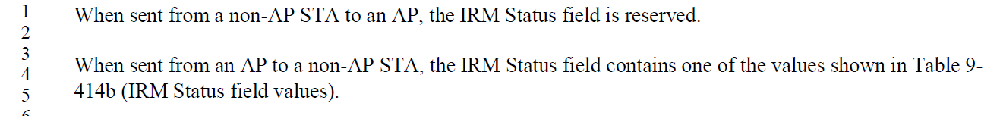 1 When sent from a non-AP STA to an AP, the IRM Status field is reserved.
2
3
4 When sent from an AP to a non-AP STA, the IRM Status field contains one of the values shown in Table 9-
5 414b (IRM Status field values).